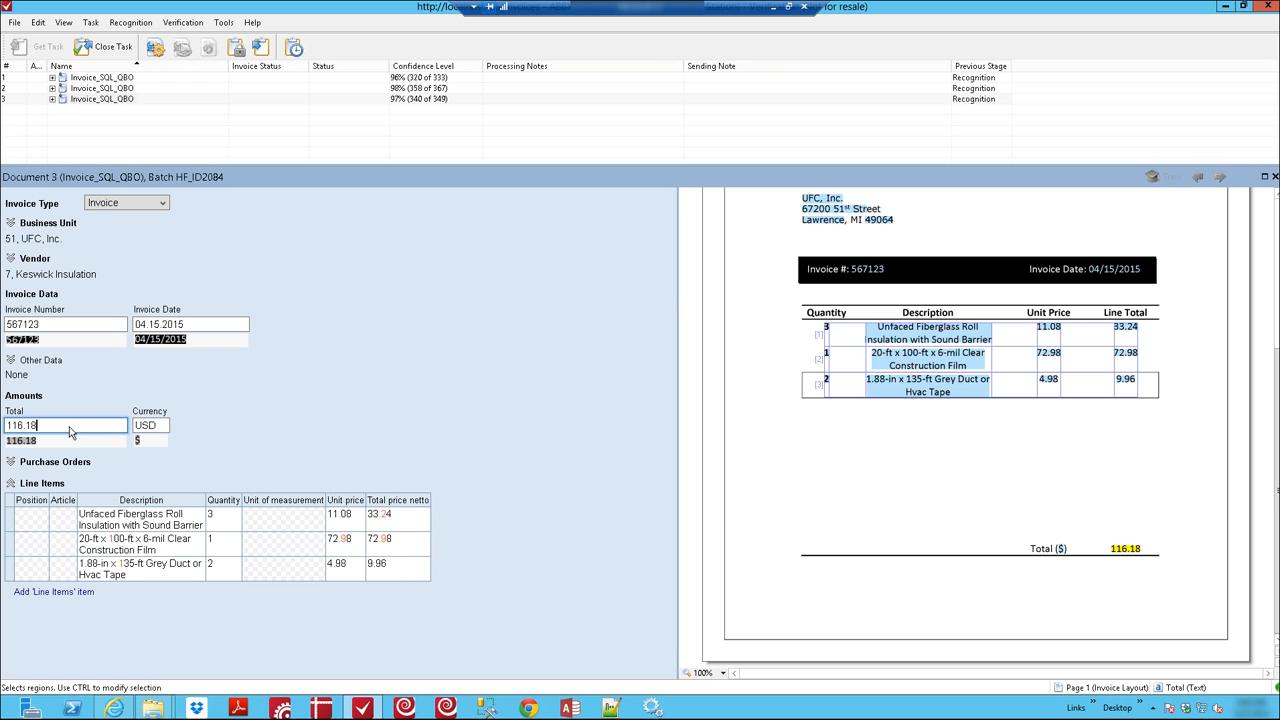 http://loca
for resale)
File Edit View Task Recognition Verification Tools Help
Get Task Close Task
# A... Name Invoice Status Status Confidence Level Processing Notes Sending Note Previous Stage
1 Invoice_SQL_QBO 96% (320 of 333) Recognition
2 Invoice_SQL_QBO 98% (358 of 367) Recognition
3 Invoice_SQL_QBO 97% (340 of 349) Recognition
Document 3 (Invoice_SQL_QBO), Batch HF_ID2084
Invoice Type Invoice
Business Unit
51, UFC, Inc.
Vendor
7, Keswick Insulation
Invoice Data
Invoice Number Invoice Date
567123 04.15.2015
567123 04/15/2015
Other Data
None
Amounts
Total Currency
116.18 USD
116.18 $
Purchase Orders
Line Items
Position Article Description Quantity Unit of measurement Unit price Total price netto
Unfaced Fiberglass Roll 3 11.08 33.24
Insulation with Sound Barrier
20-ft x 100-ft x 6-mil Clear 1 72.98 72.98
Construction Film
1.88-in x 135-ft Grey Duct or 2 4.98 9.96
Hvac Tape
Add 'Line Items' item
UFC, Inc.
67200 51st Street
Lawrence, MI 49064
Invoice #: 567123 Invoice Date: 04/15/2015
Quantity Description Unit Price Line Total
3 Unfaced Fiberglass Roll 11.08 33.24
[1] Insulation with Sound Barrier
1 20-ft x 100-ft x 6-mil Clear 72.98 72.98
[2] Construction Film
2 1.88-in x 135-ft Grey Duct or 4.98 9.96
[3] Hvac Tape
Total ($) 116.18
100%
Selects regions. Use CTRL to modify selection
Page 1 (Invoice Layout) Total (Text)
Links Desktop